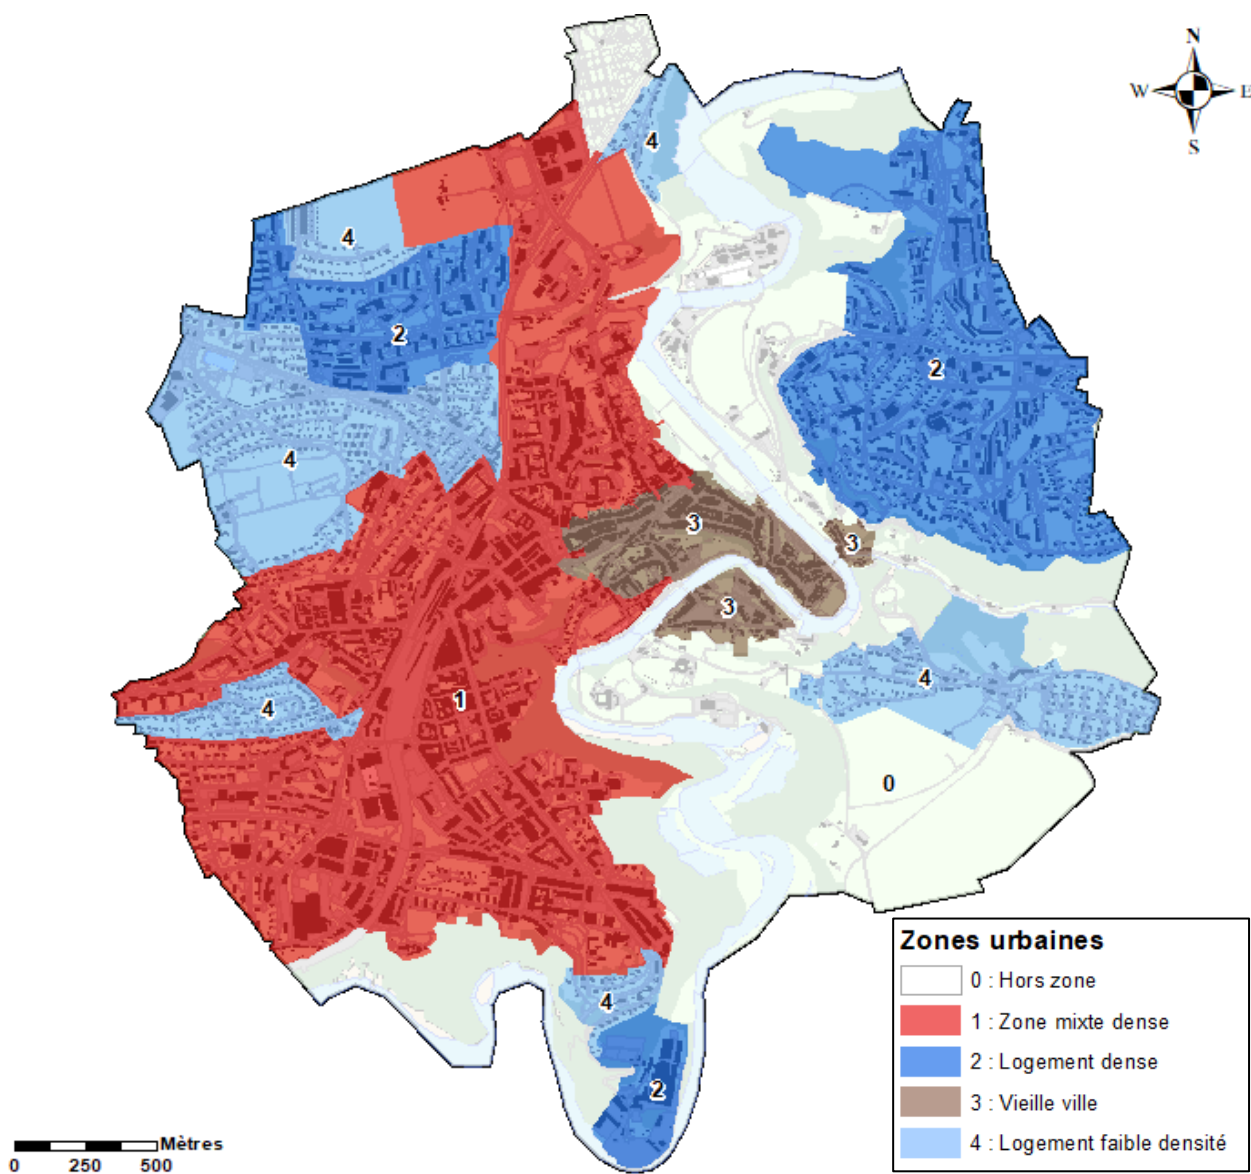 N
W E
S
4
4
2
2
4
3
3
3
4
4
1
0
4
2
Zones urbaines
0 : Hors zone
1 : Zone mixte dense
2 : Logement dense
3 : Vieille ville
4 : Logement faible densité
Mètres
0 250 500